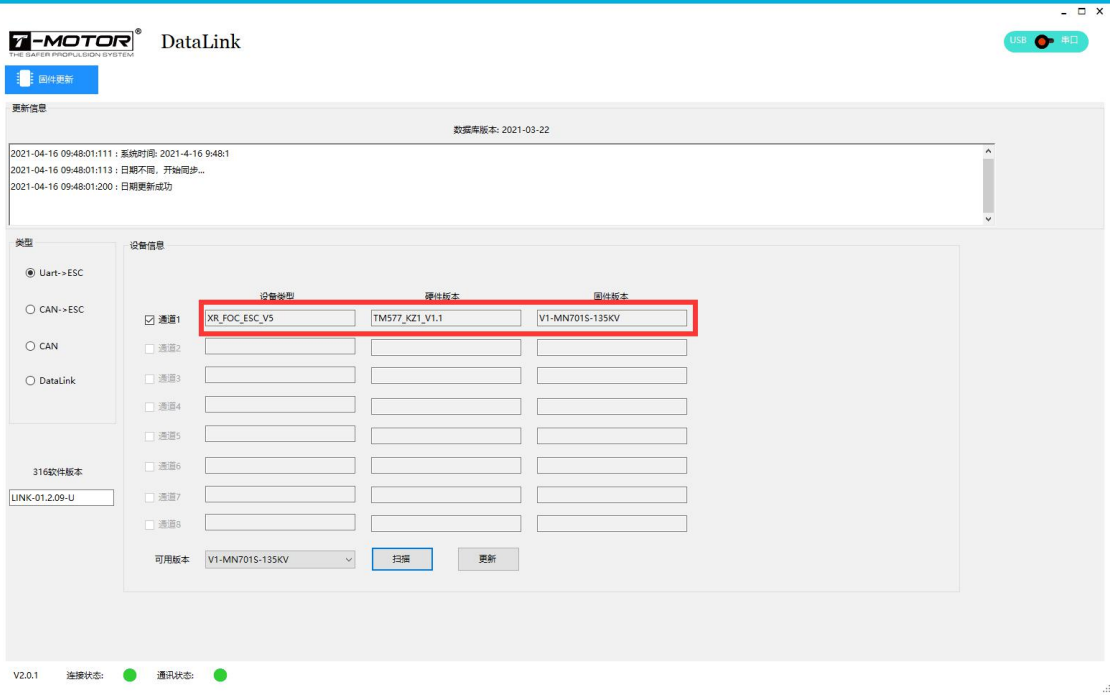 T-MOTOR®
THE SAFER PROPULSION SYSTEM
DataLink
USB 串口
固件更新
更新信息
数据库版本: 2021-03-22
2021-04-16 09:48:01:111 : 系统时间: 2021-4-16 9:48:1
2021-04-16 09:48:01:113 : 日期不同, 开始同步...
2021-04-16 09:48:01:200 : 日期更新成功
类型
Uart->ESC
CAN->ESC
CAN
DataLink
316软件版本
LINK-01.2.09-U
设备信息
设备类型 硬件版本 固件版本
通道1 XR_FOC_ESC_V5 TM577_KZ1_V1.1 V1-MN701S-135KV
通道2
通道3
通道4
通道5
通道6
通道7
通道8
可用版本 V1-MN701S-135KV 扫描 更新
V2.0.1 连接状态: 通讯状态: